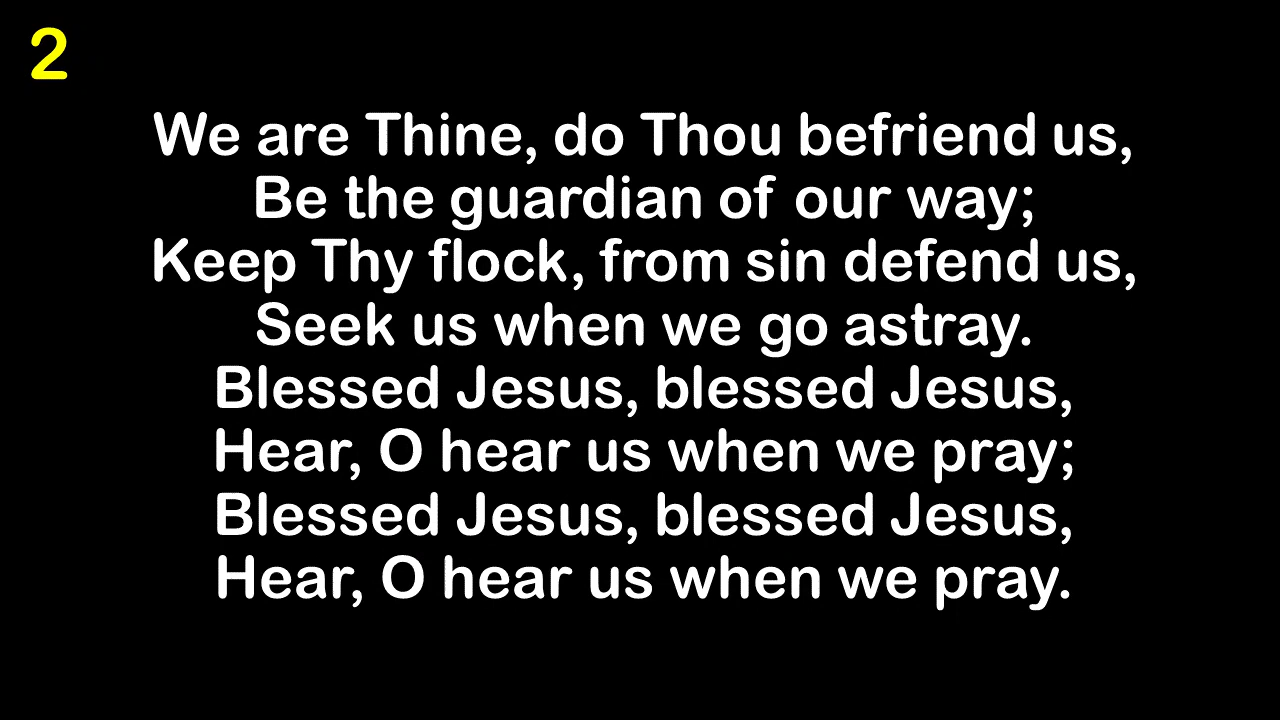 2
We are Thine, do Thou befriend us,
Be the guardian of our way;
Keep Thy flock, from sin defend us,
Seek us when we go astray.
Blessed Jesus, blessed Jesus,
Hear, O hear us when we pray;
Blessed Jesus, blessed Jesus,
Hear, O hear us when we pray.